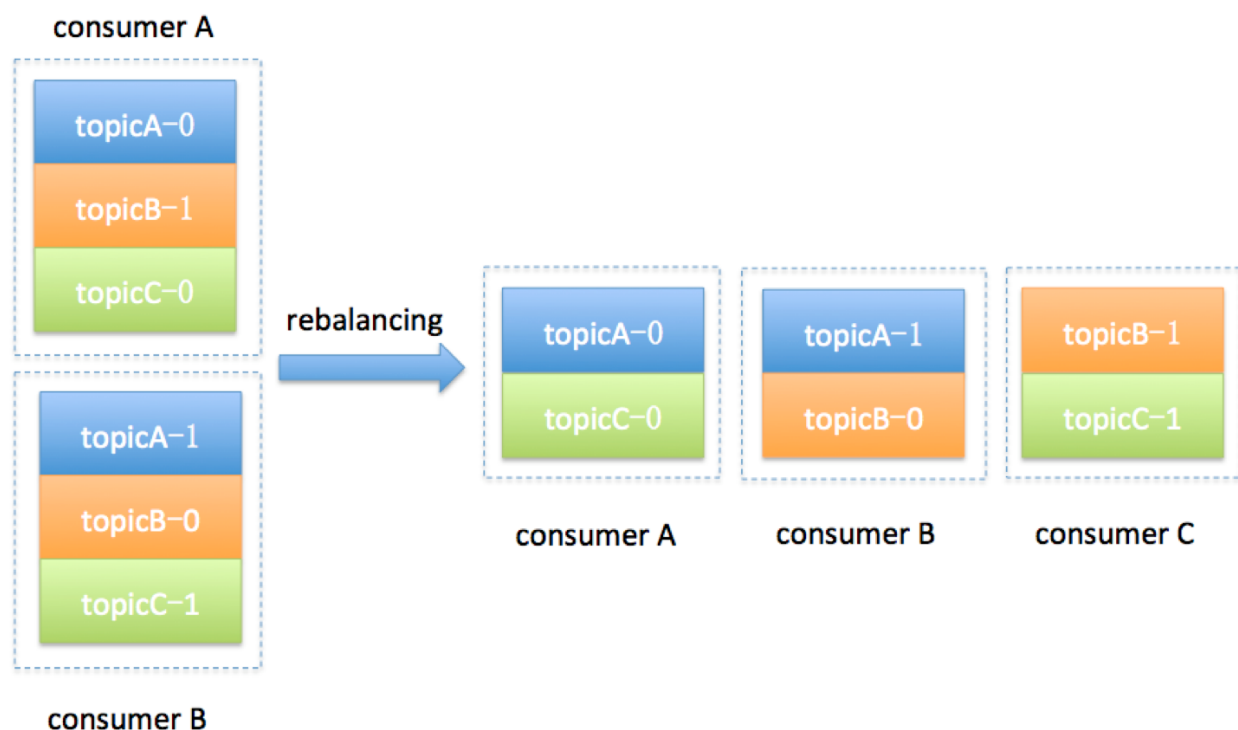 consumer A
topicA-0
topicB-1
topicC-0
topicA-1
topicB-0
topicC-1
consumer B
rebalancing
topicA-0
topicC-0
consumer A
topicA-1
topicB-0
consumer B
topicB-1
topicC-1
consumer C